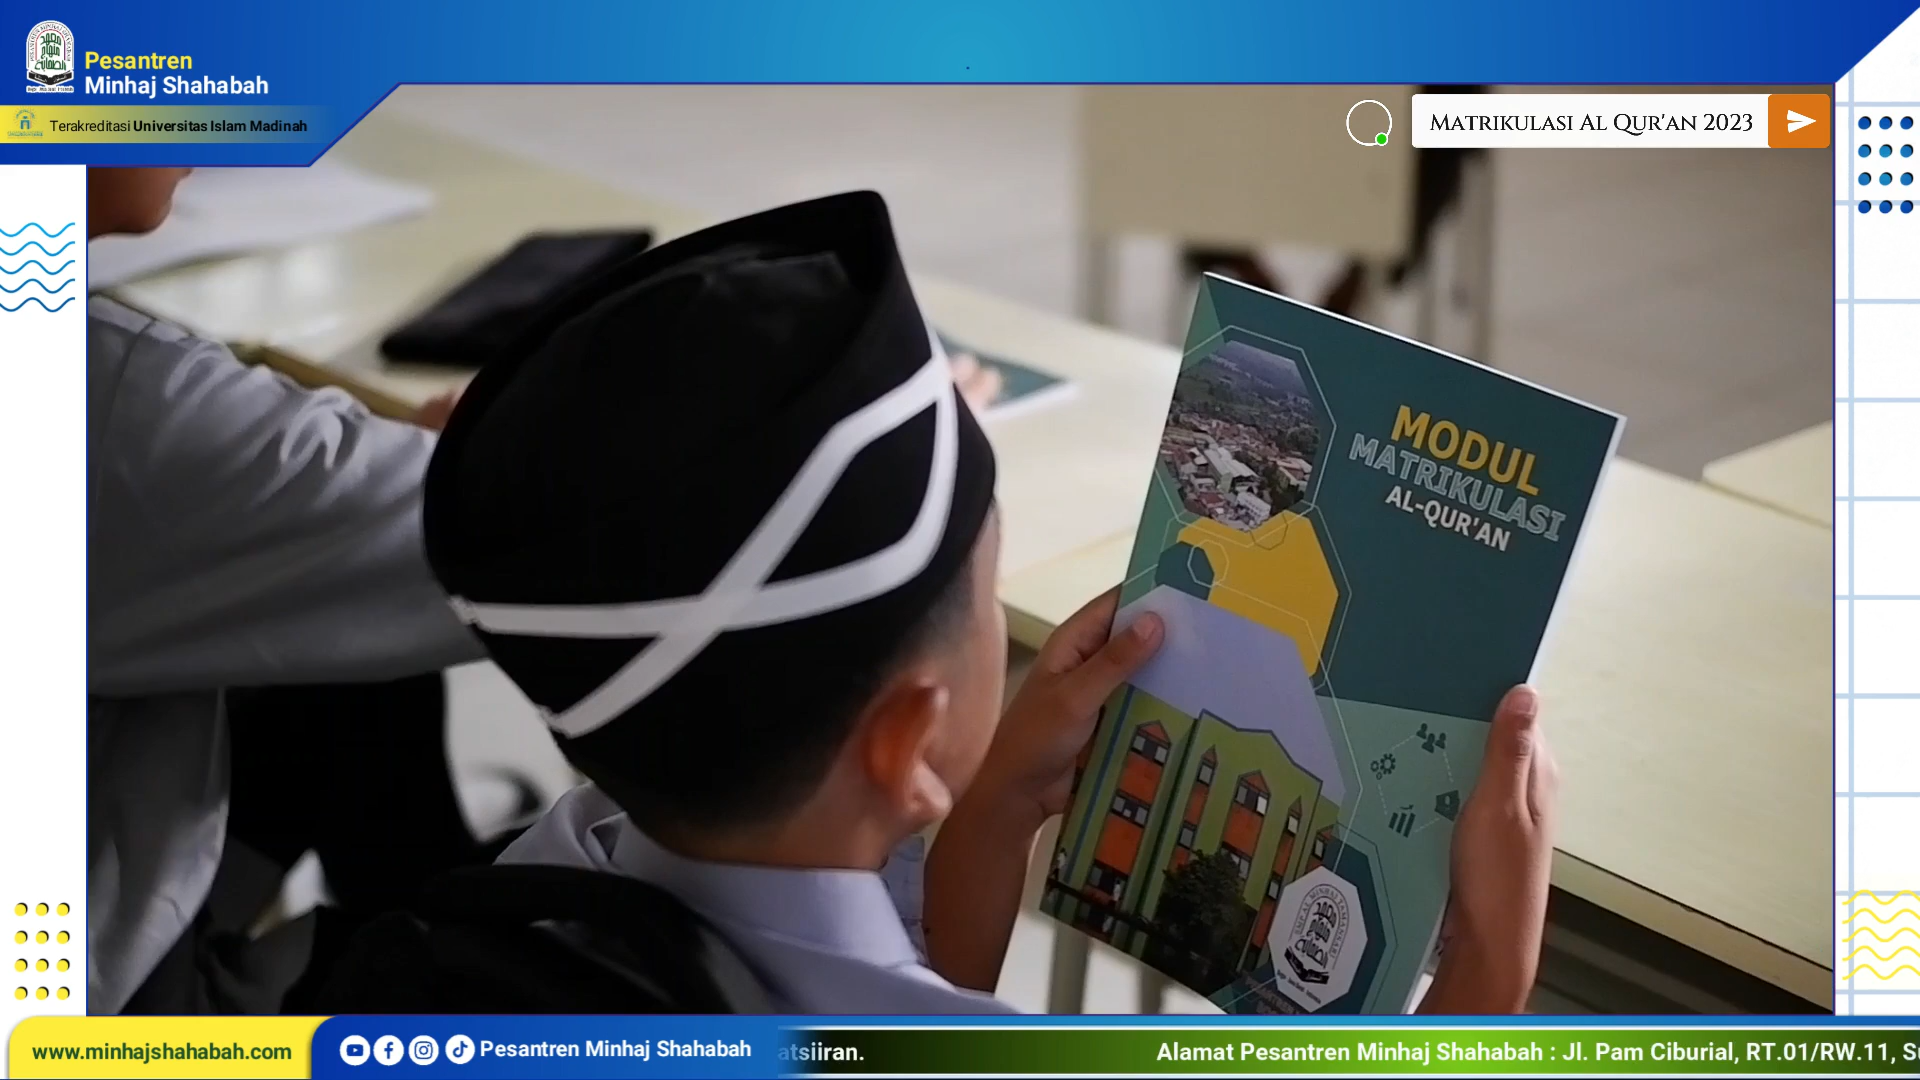 Pesantren
Minhaj Shahabah
Terakreditasi Universitas Islam Madinah
MATRIKULASI AL QUR'AN 2023
MODUL
MATRIKULASI
AL-QUR'AN
www.minhajshahabah.com
Pesantren Minhaj Shahabah
atsiiran.
Alamat Pesantren Minhaj Shahabah : Jl. Pam Ciburial, RT.01/RW.11, S